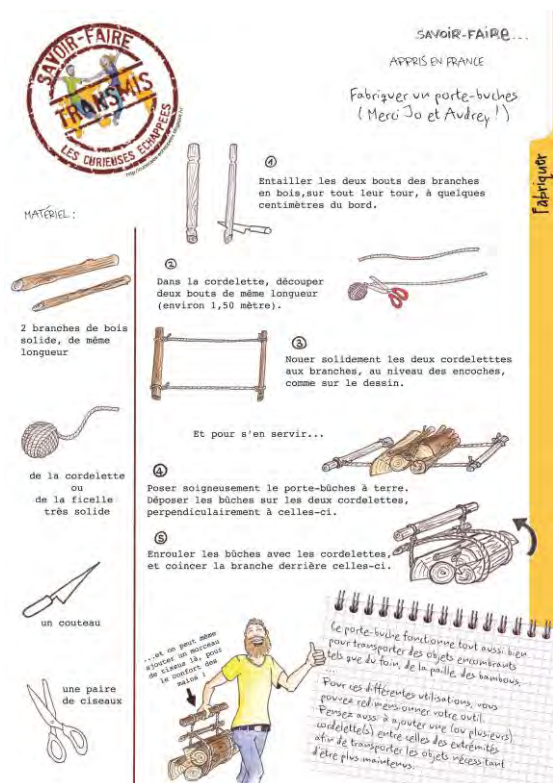 SAVOIR-FAIRE
TRANSMIS
LES CURIEUSES ECHAPPÉES
SAVOIR-FAIRE...
APPRIS EN FRANCE
Fabriquer un porte-buches
(Merci Jo et Audrey !)
Fabriquer
MATÉRIEL :
2 branches de bois
solide, de même
longueur
de la cordelette
ou
de la ficelle
très solide
un couteau
une paire
de ciseaux
1
Entailler les deux bouts des branches
en bois,sur tout leur tour, à quelques
centimètres du bord.
2
Dans la cordelette, découper
deux bouts de même longueur
(environ 1,50 mètre).
3
Nouer solidement les deux cordelettes
aux branches, au niveau des encoches,
comme sur le dessin.
Et pour s'en servir...
4
Poser soigneusement le porte-bûches à terre.
Déposer les bûches sur les deux cordelettes,
perpendiculairement à celles-ci.
5
Enrouler les bûches avec les cordelettes,
et coincer la branche derrière celles-ci.
...et on peut même
ajouter un morceau
de tissus là, pour
le confort des
mains !
Le porte-buche fonctionne tout aussi bien
pour transporter des objets encombrants
tels que du foin, de la paille, des bambous,
...
Pour ces différentes utilisations, vous
pouvez redimensionner votre outil.
Pensez aussi à ajouter une (ou plusieurs)
cordelette(s) entre celles des extrémités
afin de transporter les objets nécessitant
d'être plus maintenus.